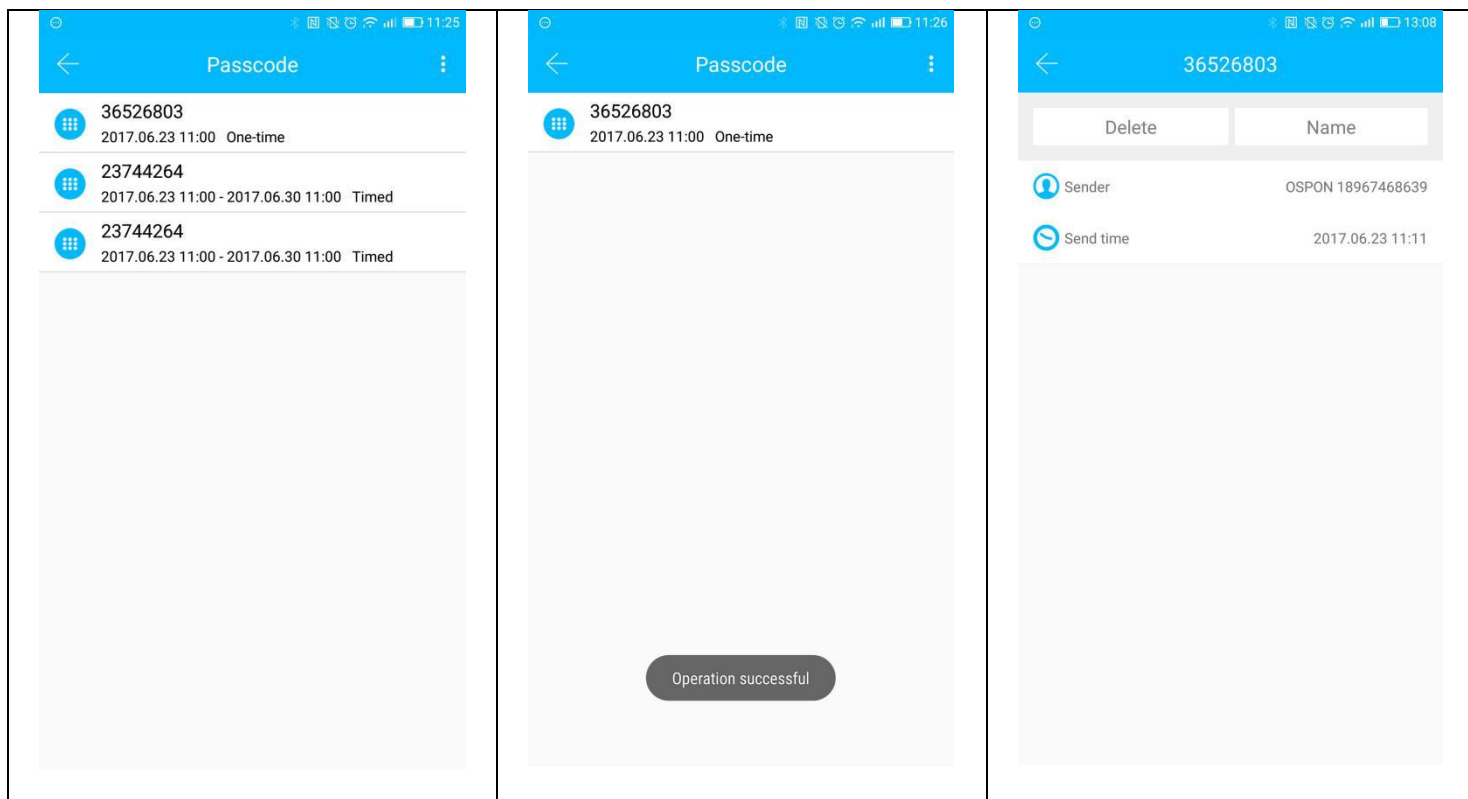 11:25
Passcode
36526803
2017.06.23 11:00 One-time
23744264
2017.06.23 11:00 - 2017.06.30 11:00 Timed
23744264
2017.06.23 11:00 - 2017.06.30 11:00 Timed
11:26
Passcode
36526803
2017.06.23 11:00 One-time
Operation successful
13:08
36526803
Delete Name
Sender OSPON 18967468639
Send time 2017.06.23 11:11